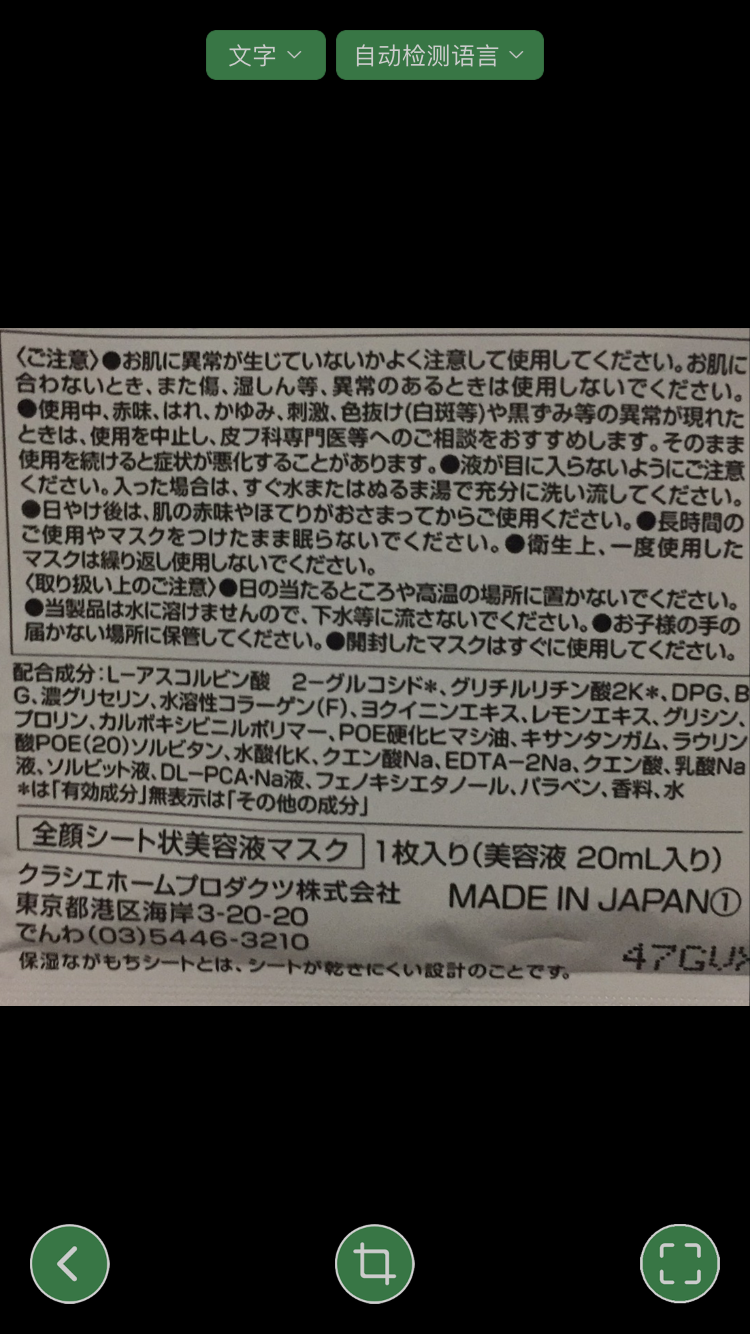 文字
自动检测语言
〈ご注意〉●お肌に異常が生じていないかよく注意して使用してください。お肌に
合わないとき、また傷、湿しん等、異常のあるときは使用しないでください。
●使用中、赤味、はれ、かゆみ、刺激、色抜け(白斑等)や黒ずみ等の異常が現れた
ときは、使用を中止し、皮フ科専門医等へのご相談をおすすめします。そのまま
使用を続けると症状が悪化することがあります。●液が目に入らないようにご注意
ください。入った場合は、すぐ水またはぬるま湯で充分に洗い流してください。
●日やけ後は、肌の赤味やほてりがおさまってからご使用ください。●長時間の
ご使用やマスクをつけたまま眠らないでください。●衛生上、一度使用した
マスクは繰り返し使用しないでください。
〈取り扱い上のご注意〉●日の当たるところや高温の場所に置かないでください。
●当製品は水に溶けませんので、下水等に流さないでください。●お子様の手の
届かない場所に保管してください。●開封したマスクはすぐに使用してください。
配合成分:L-アスコルビン酸 2-グルコシド*、グリチルリチン酸2K*、DPG、B
G、濃グリセリン、水溶性コラーゲン(F)、ヨクイニンエキス、レモンエキス、グリシン、
プロリン、カルボキシビニルポリマー、POE硬化ヒマシ油、キサンタンガム、ラウリン
酸POE(20)ソルビタン、水酸化K、クエン酸Na、EDTA-2Na、クエン酸、乳酸Na
液、ソルビット液、DL-PCA・Na液、フェノキシエタノール、パラベン、香料、水
*は「有効成分」無表示は「その他の成分」
全顔シート状美容液マスク 1枚入り(美容液 20mL入り)
クラシエホームプロダクツ株式会社 MADE IN JAPAN①
東京都港区海岸3-20-20
でんわ(03)5446-3210
47GU
保湿ながもちシートとは、シートが乾きにくい設計のことです。